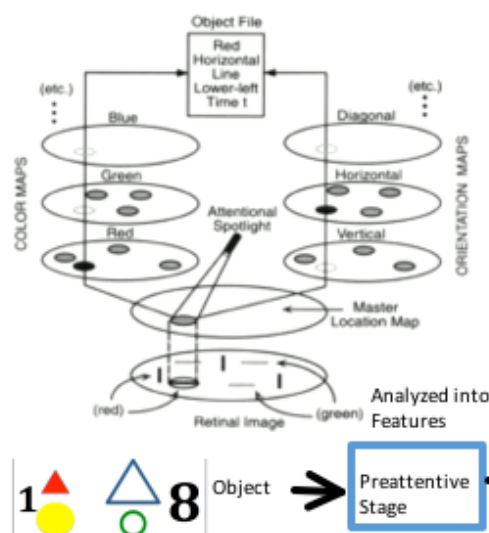 Object File
Red
Horizontal
Line
Lower-left
Time t
(etc.)
(etc.)
Blue
Diagonal
Green
Horizontal
COLOR MAPS
ORIENTATION MAPS
Attentional
Spotlight
Red
Vertical
Master
Location Map
(red)
(green)
Retinal Image
Analyzed into
Features
1
8
Object
Preattentive
Stage